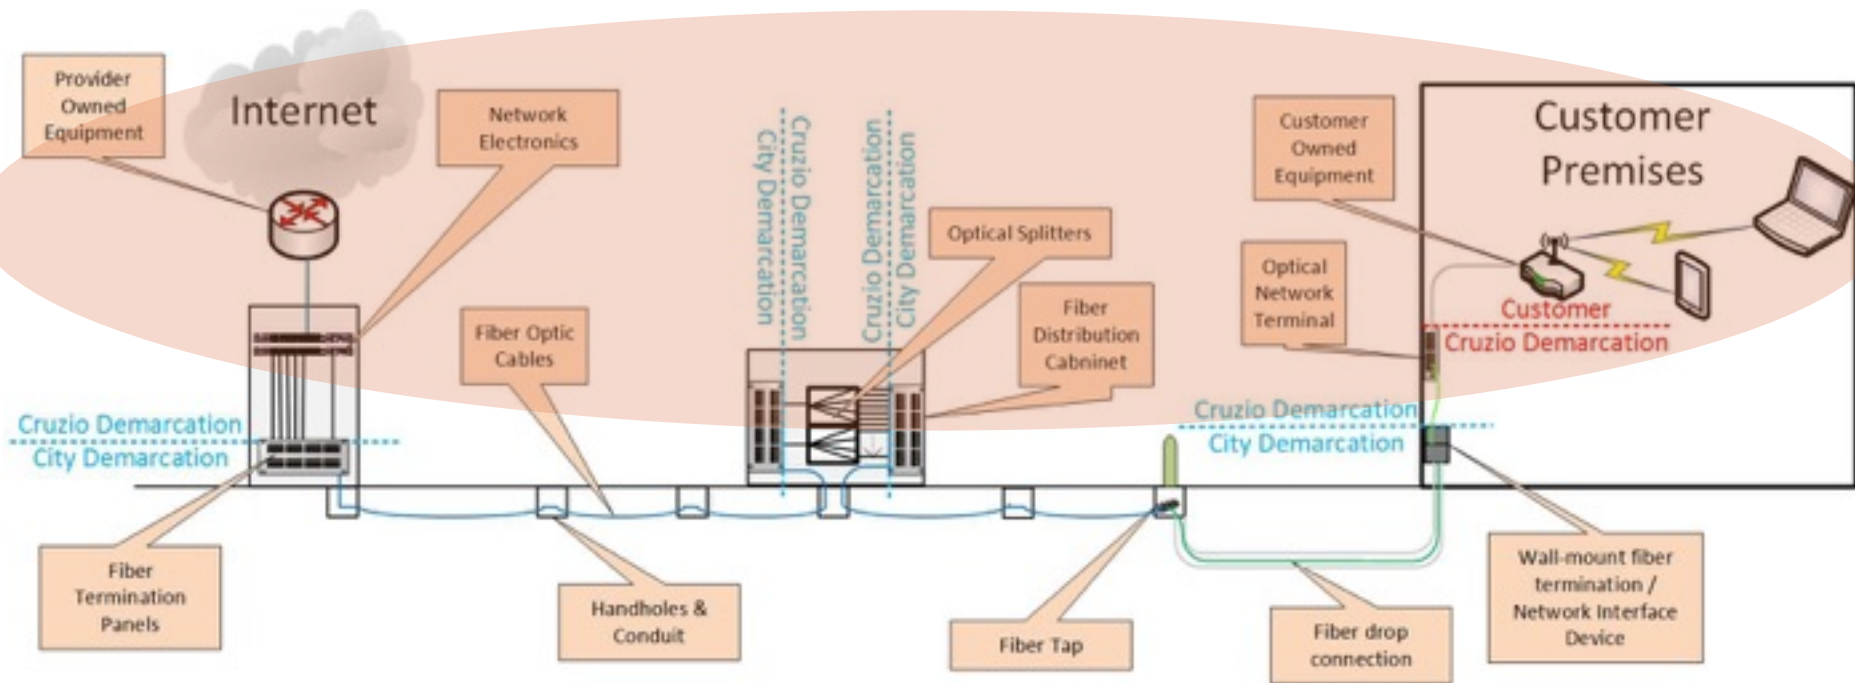 Provider
Owned
Equipment
Internet
Network
Electronics
City Demarcation
Cruzio Demarcation
Cruzio Demarcation
City Demarcation
Optical Splitters
Customer
Owned
Equipment
Customer
Premises
Optical
Network
Terminal
Fiber Optic
Cables
Fiber
Distribution
Cabninet
Customer
Cruzio Demarcation
Cruzio Demarcation
City Demarcation
Cruzio Demarcation
City Demarcation
Fiber
Termination
Panels
Handholes &
Conduit
Fiber Tap
Fiber drop
connection
Wall-mount fiber
termination /
Network Interface
Device